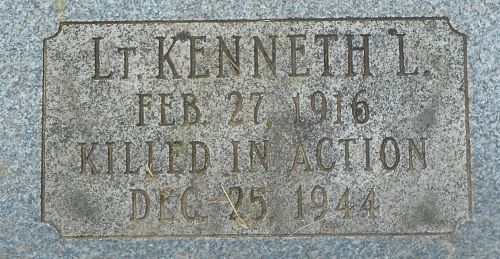 LT. KENNETH L.
FEB. 27, 1916
KILLED IN ACTION
DEC. 25, 1944